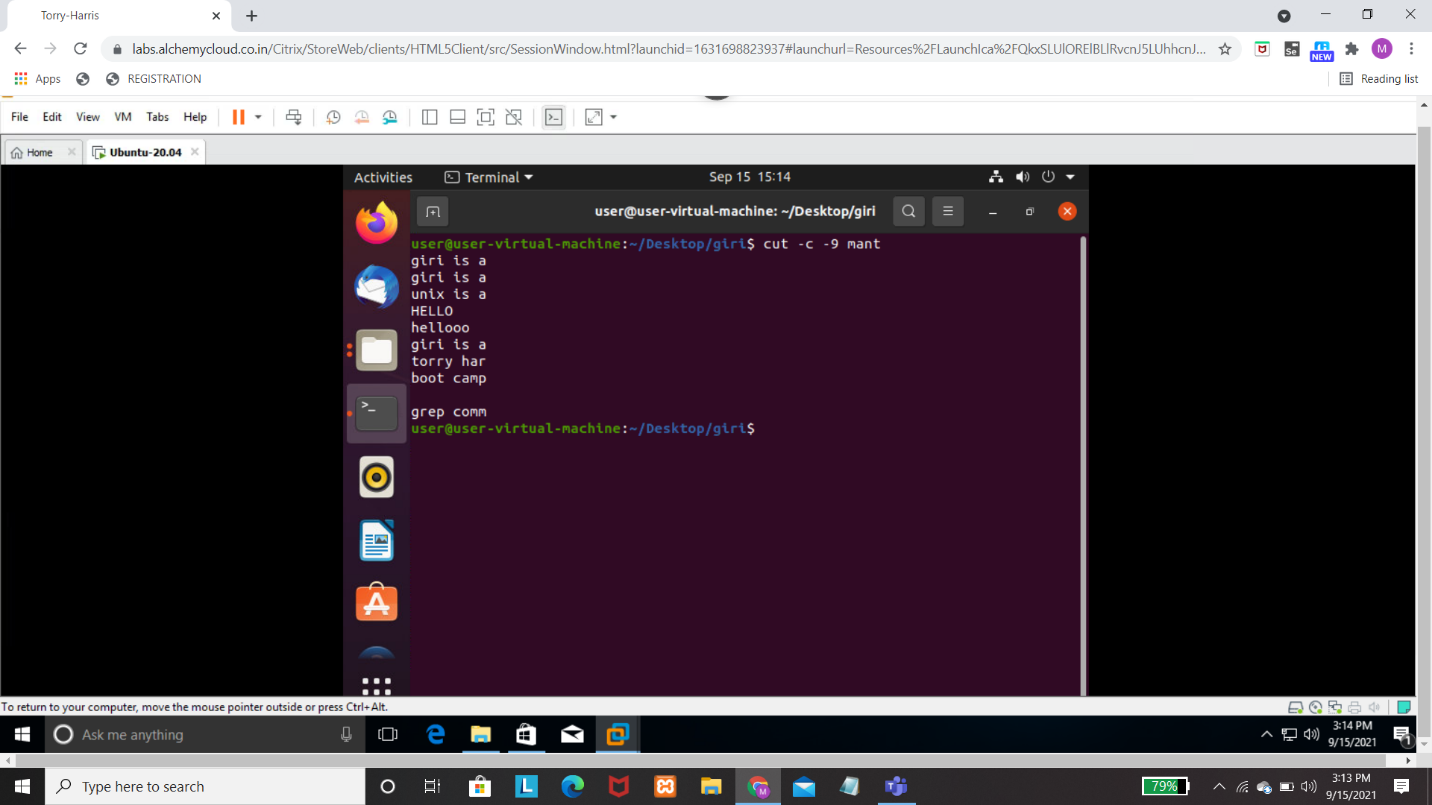 Torry-Harris
labs.alchemycloud.co.in/Citrix/StoreWeb/clients/HTML5Client/src/SessionWindow.html?launchid=1631698823937#launchurl=Resources%2FLaunchIca%2FQkxSLUlORElBLlRvcnJ5LUhhcnJ...
Se
NEW
M
Apps
REGISTRATION
Reading list
File Edit View VM Tabs Help
Home
Ubuntu-20.04
Activities
Terminal
Sep 15 15:14
user@user-virtual-machine: ~/Desktop/giri
user@user-virtual-machine:~/Desktop/giri$ cut -c -9 mant
giri is a
giri is a
unix is a
HELLO
hellooo
giri is a
torry har
boot camp
grep comm
user@user-virtual-machine:~/Desktop/giri$
>_
To return to your computer, move the mouse pointer outside or press Ctrl+Alt.
Ask me anything
3:14 PM
9/15/2021
1
Type here to search
L
M
79%
3:13 PM
9/15/2021